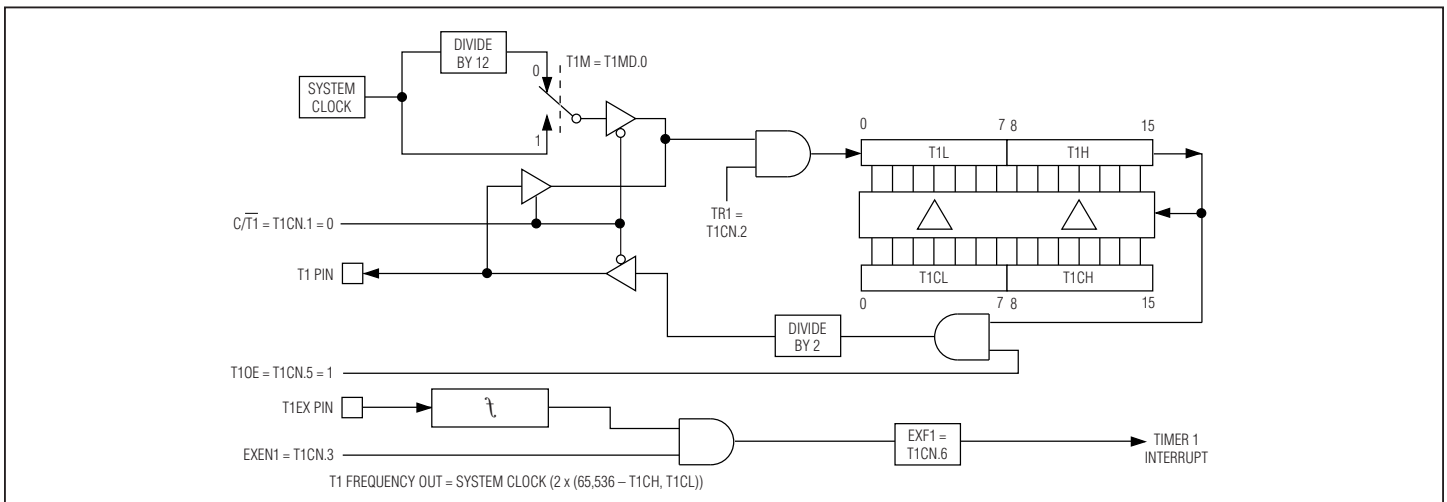 DIVIDE
BY 12
T1M = T1MD.0
0
SYSTEM
CLOCK
1
0
7 8
15
T1L
T1H
TR1 =
T1CN.2
C/T1 = T1CN.1 = 0
T1 PIN
T1CL
T1CH
0
7 8
15
DIVIDE
BY 2
T1OE = T1CN.5 = 1
T1EX PIN
EXF1 =
T1CN.6
TIMER 1
INTERRUPT
EXEN1 = T1CN.3
T1 FREQUENCY OUT = SYSTEM CLOCK (2 x (65,536 – T1CH, T1CL))